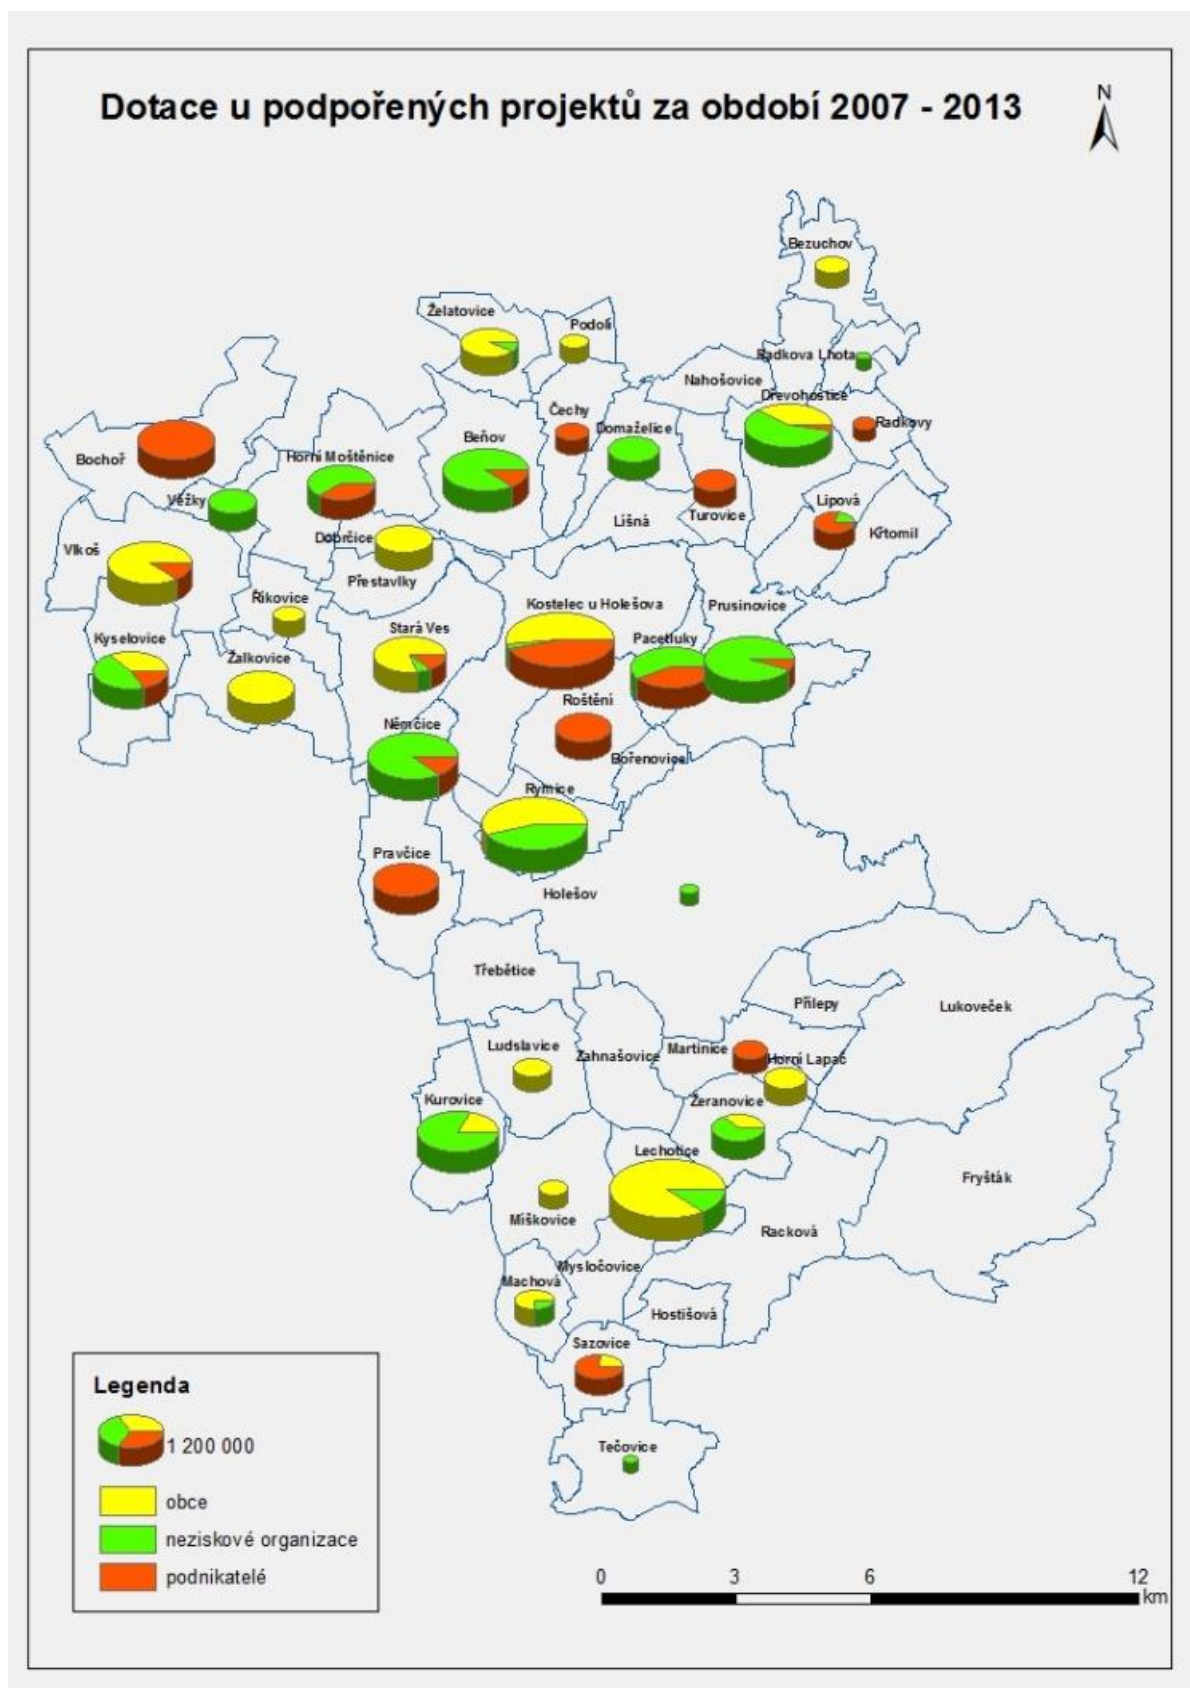 Dotace u podpořených projektů za období 2007 - 2013
N
Bezuchov
Želatovice
Podolí
Radkova Lhota
Nahošovice
Dřevohostice
Čechy
Radkovy
Domaželice
Beňov
Bochoř
Horní Moštěnice
Věžky
Lipová
Turovice
Líšná
Křtomil
Dobrčice
Vlkoš
Přestavlky
Říkovice
Kostelec u Holešova
Prusinovice
Stará Ves
Kyselovice
Pacetluky
Žalkovice
Roštění
Němčice
Bořenovice
Rymice
Pravčice
Holešov
Třebětice
Přílepy
Lukoveček
Ludslavice
Zahnašovice
Martinice
Horní Lapač
Kurovice
Žeranovice
Lechotice
Fryšták
Míškovice
Racková
Mysločovice
Machová
Hostišová
Sazovice
Tečovice
Legenda
1 200 000
obce
neziskové organizace
podnikatelé
0 3 6 12
km